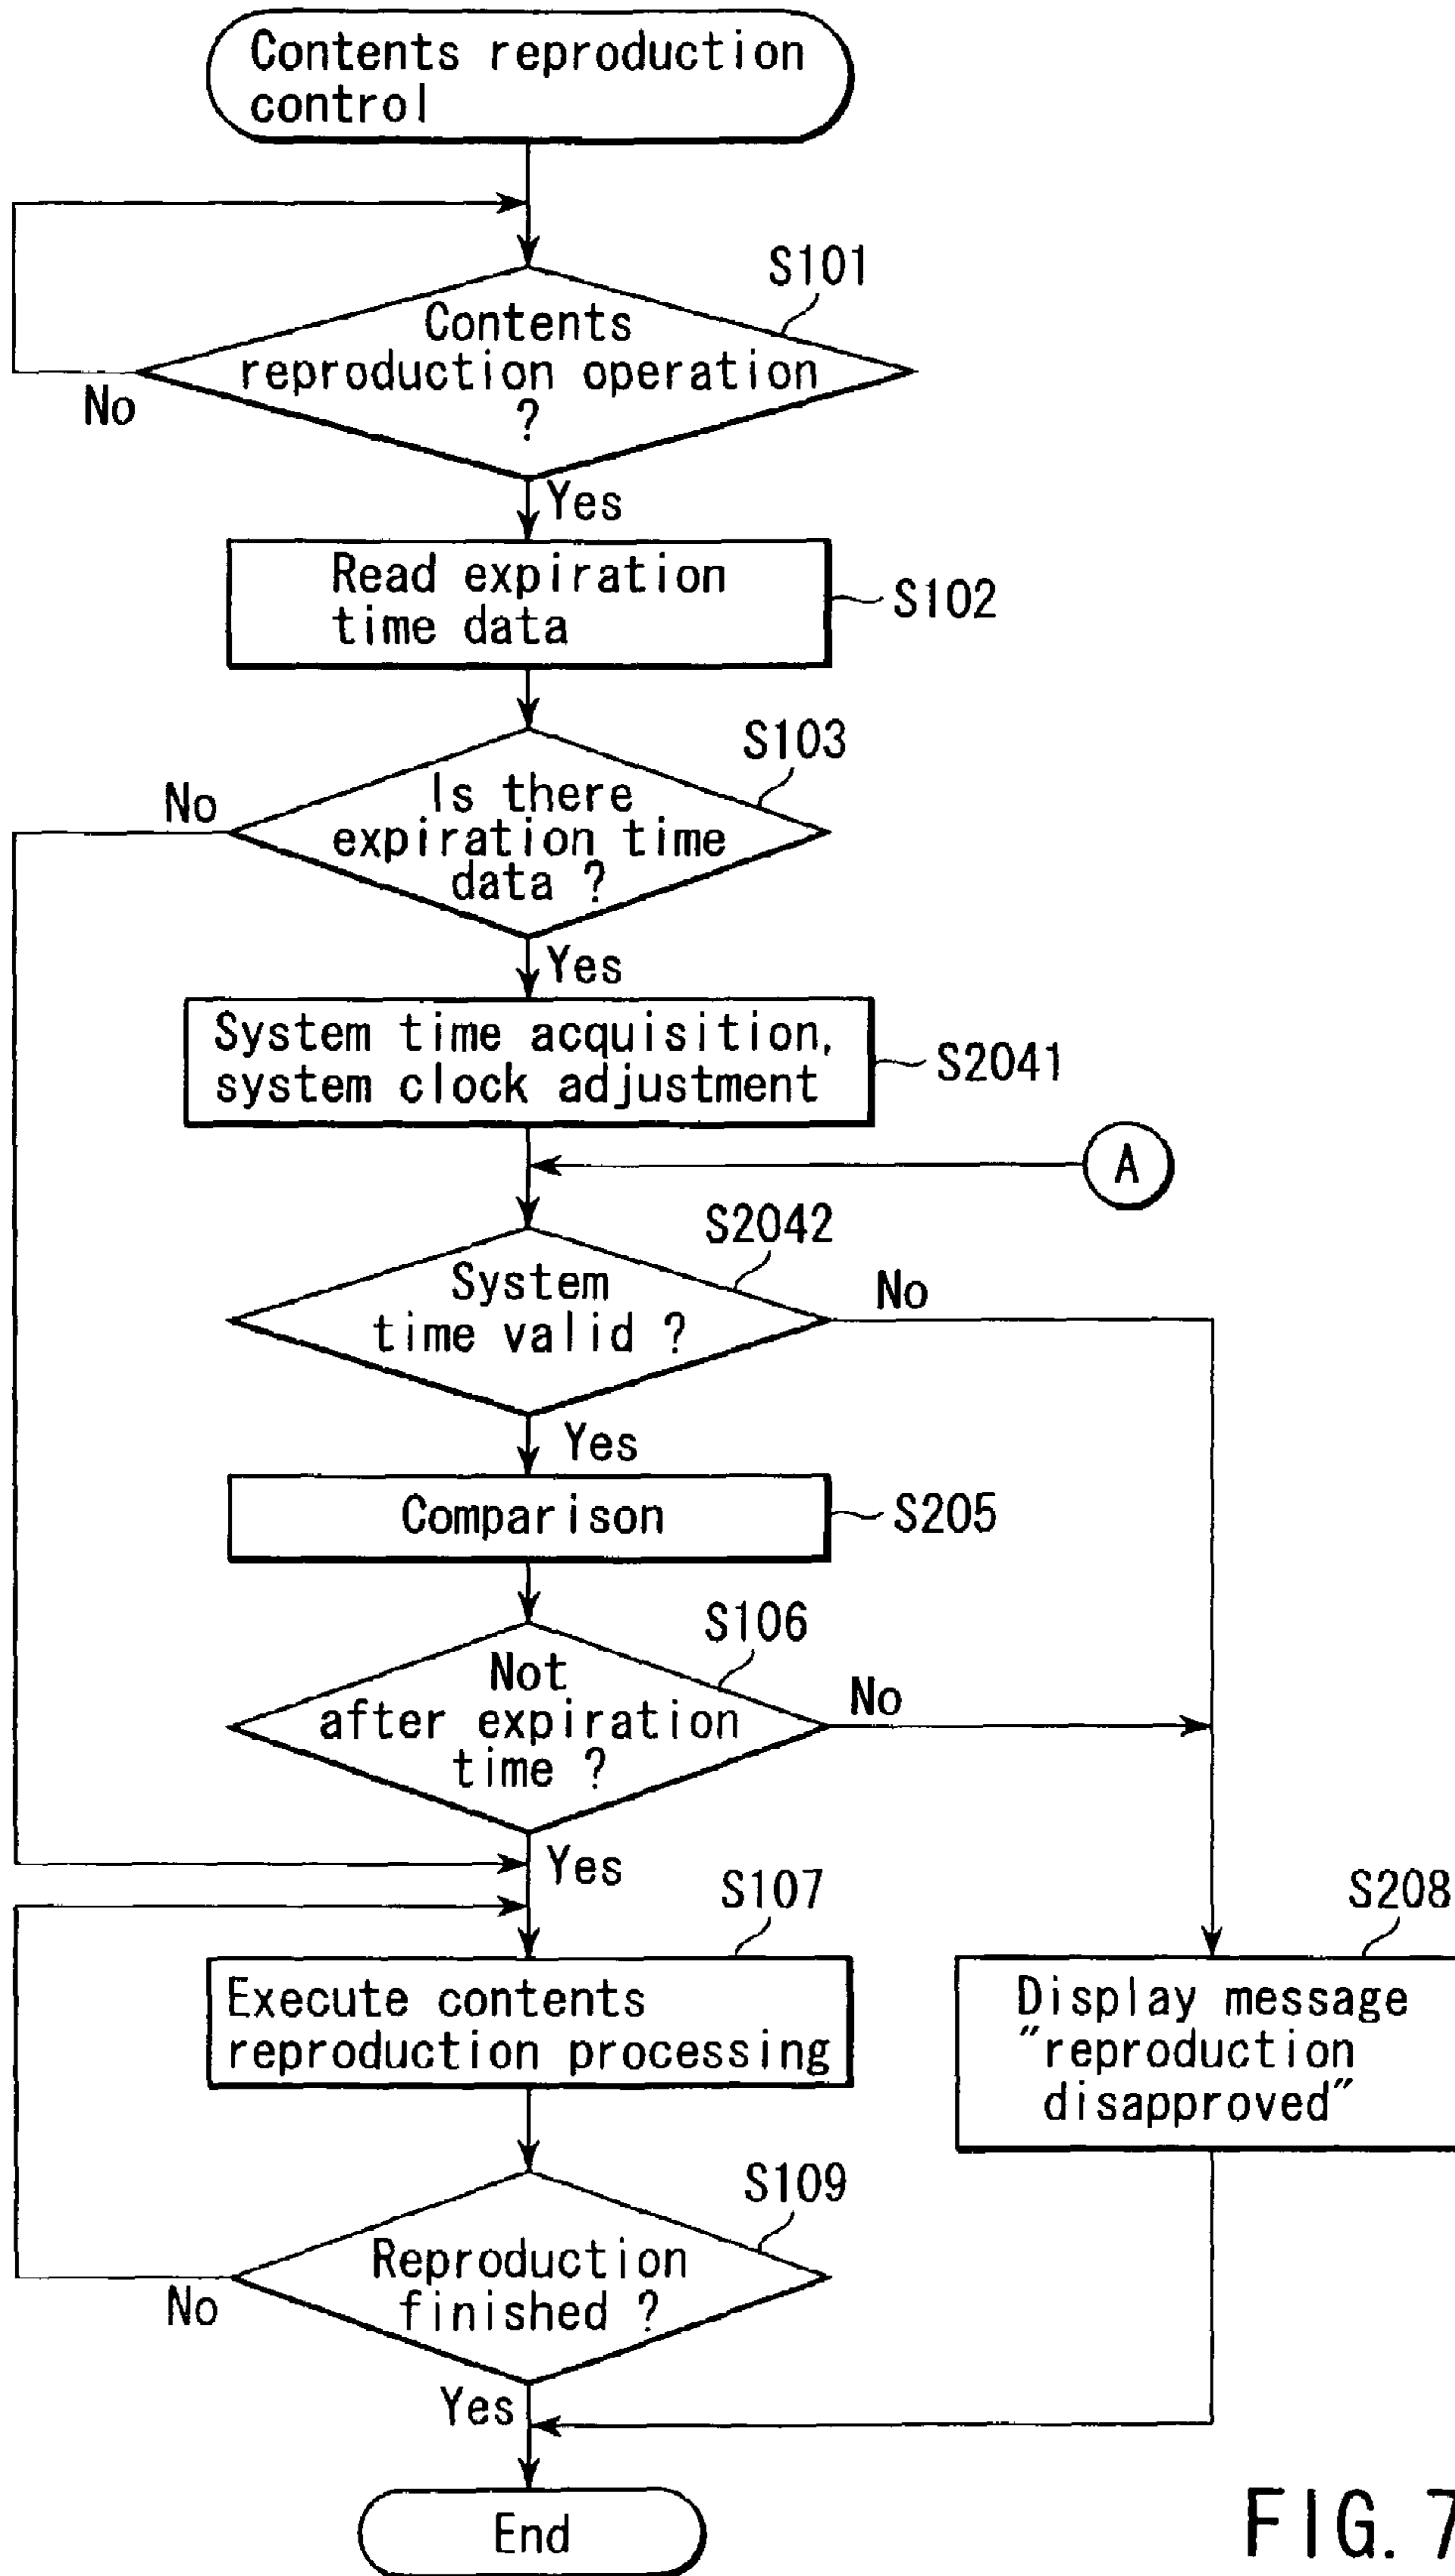 Contents reproduction
control
S101
Contents
reproduction operation
?
No
Yes
Read expiration
time data
S102
S103
Is there
expiration time
data ?
No
Yes
System time acquisition,
system clock adjustment
S2041
A
S2042
System
time valid ?
No
Yes
Comparison
S205
S106
Not
after expiration
time ?
No
Yes
S107
Execute contents
reproduction processing
S208
Display message
"reproduction
disapproved"
S109
Reproduction
finished ?
No
Yes
End
FIG. 7